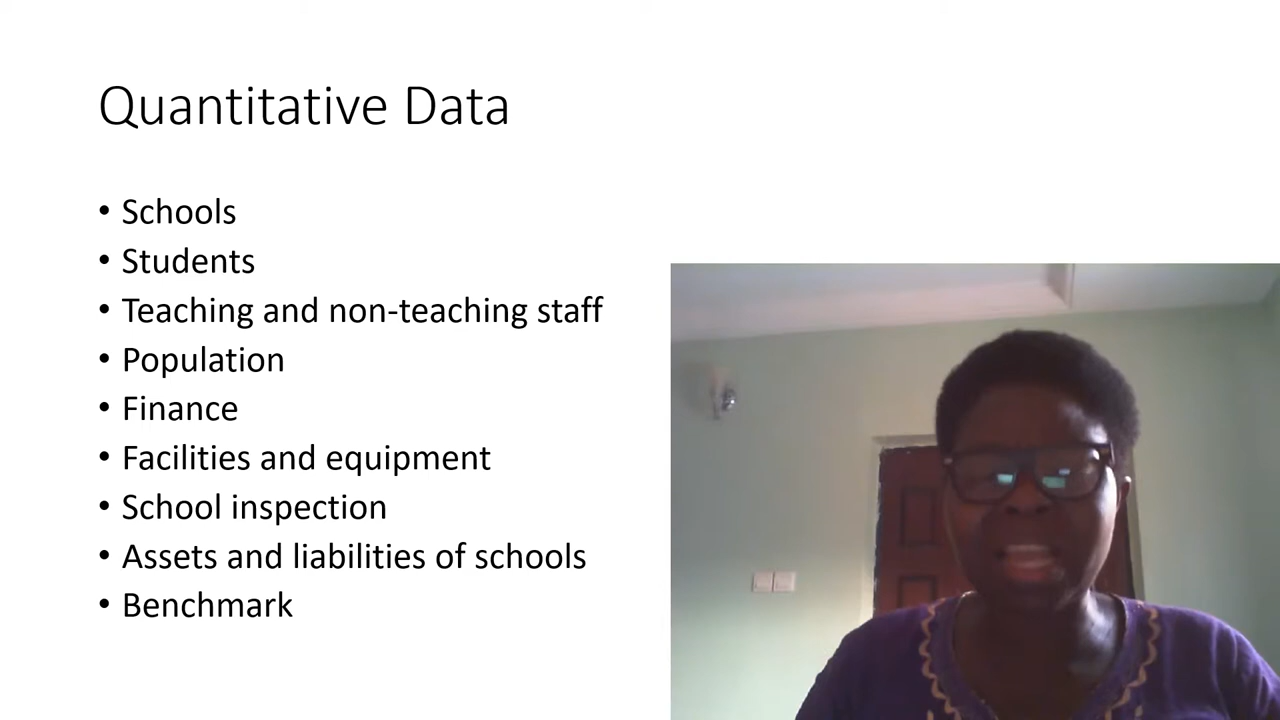 Quantitative Data
• Schools
• Students
• Teaching and non-teaching staff
• Population
• Finance
• Facilities and equipment
• School inspection
• Assets and liabilities of schools
• Benchmark